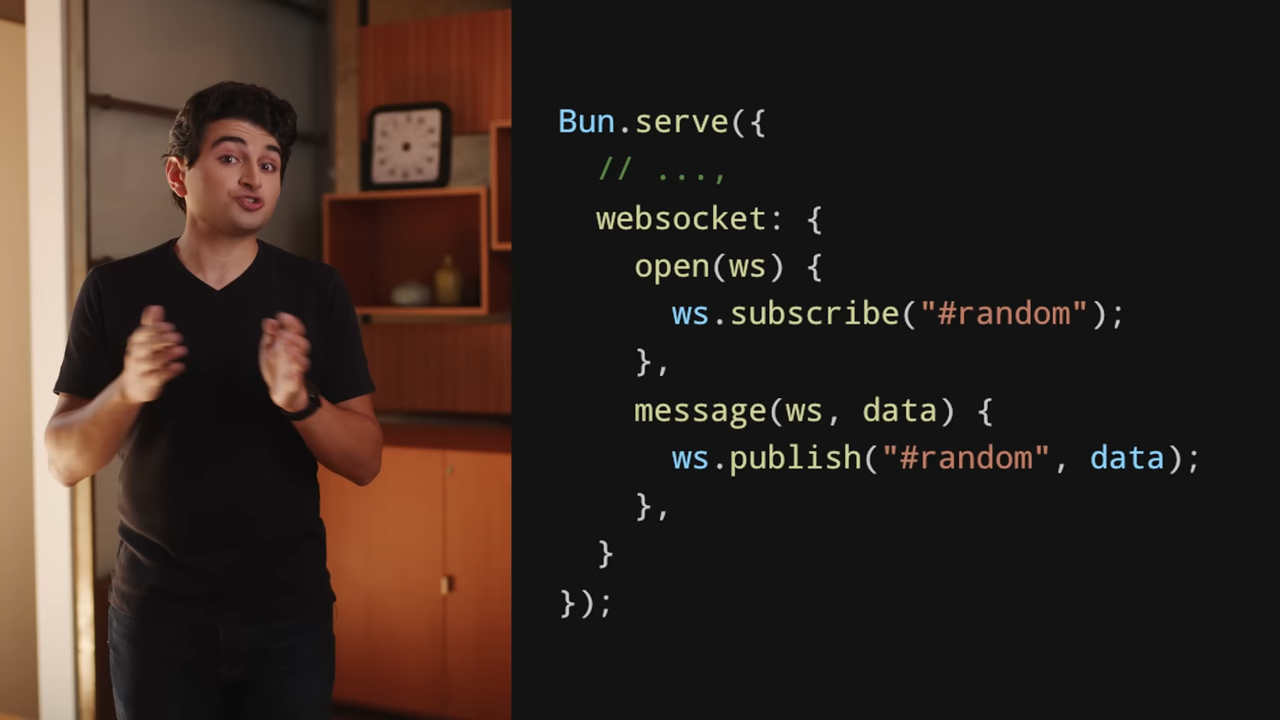 Bun.serve({
// ...,
websocket: {
open(ws) {
ws.subscribe("#random");
},
message(ws, data) {
ws.publish("#random", data);
},
}
});